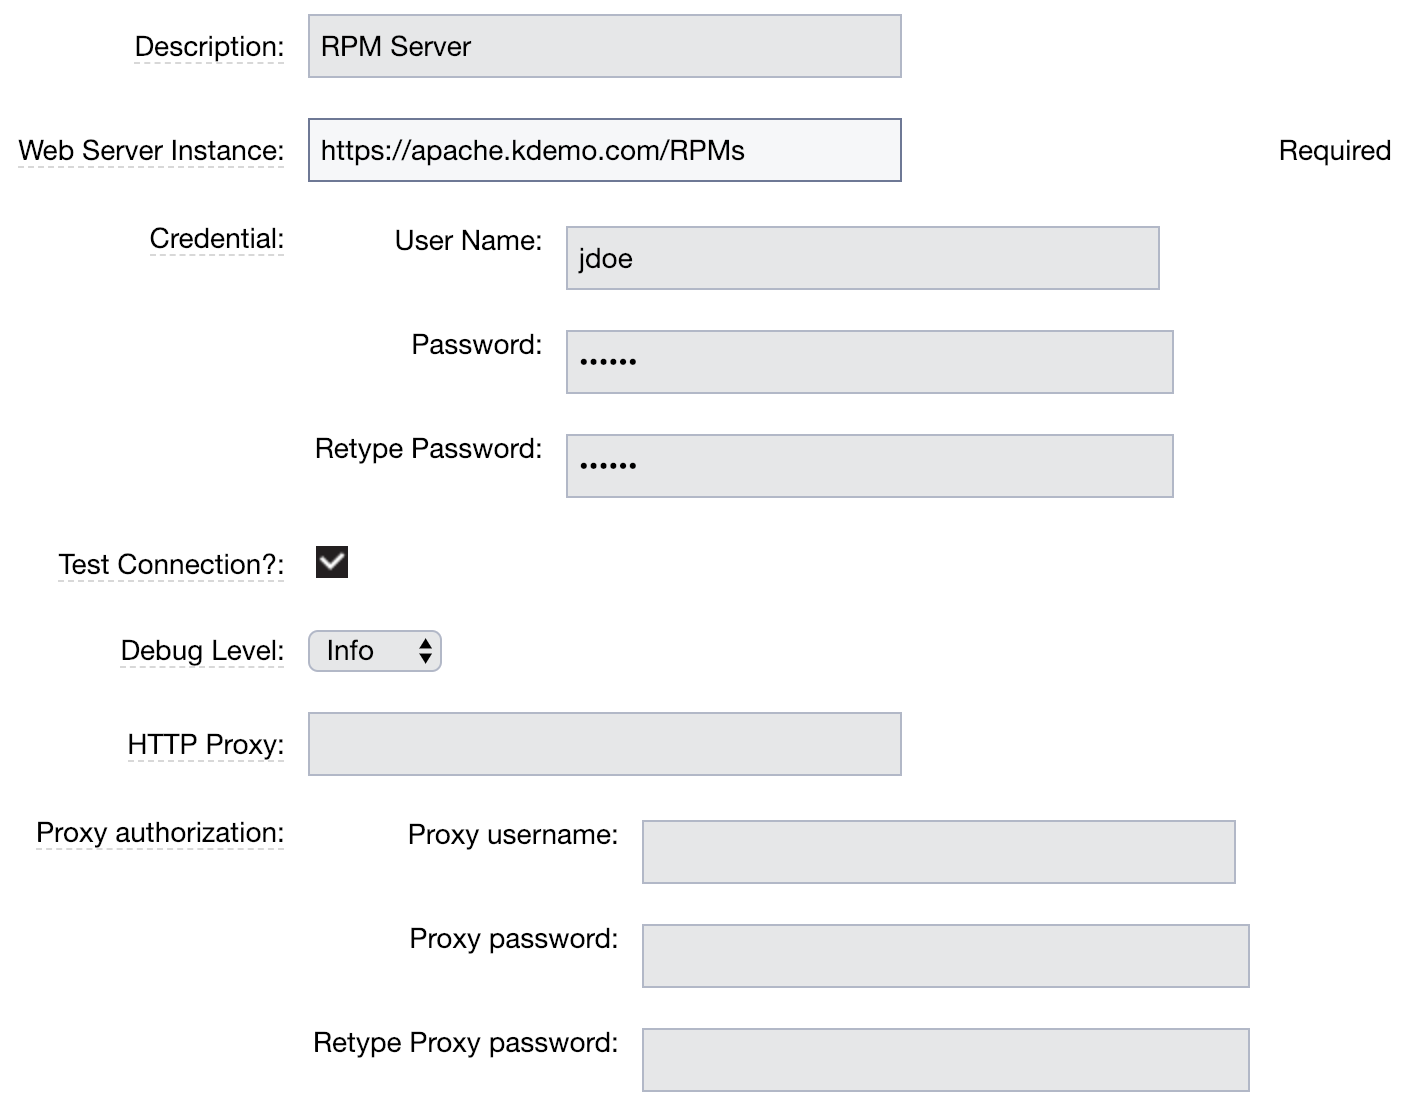 Description: RPM Server
Web Server Instance: https://apache.kdemo.com/RPMs Required
Credential: User Name: jdoe
Password: ••••••
Retype Password: ••••••
Test Connection?:
Debug Level: Info
HTTP Proxy:
Proxy authorization: Proxy username:
Proxy password:
Retype Proxy password: